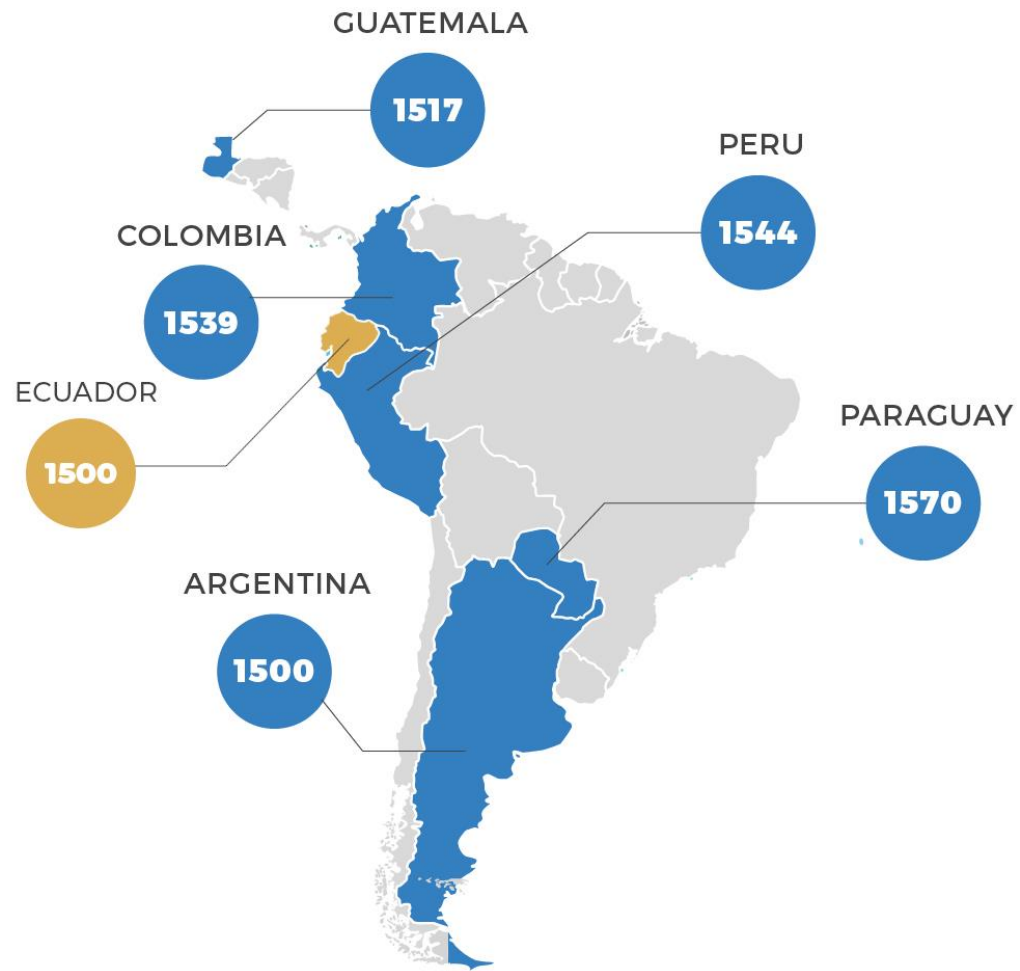 GUATEMALA
1517
PERU
1544
COLOMBIA
1539
ECUADOR
1500
PARAGUAY
1570
ARGENTINA
1500